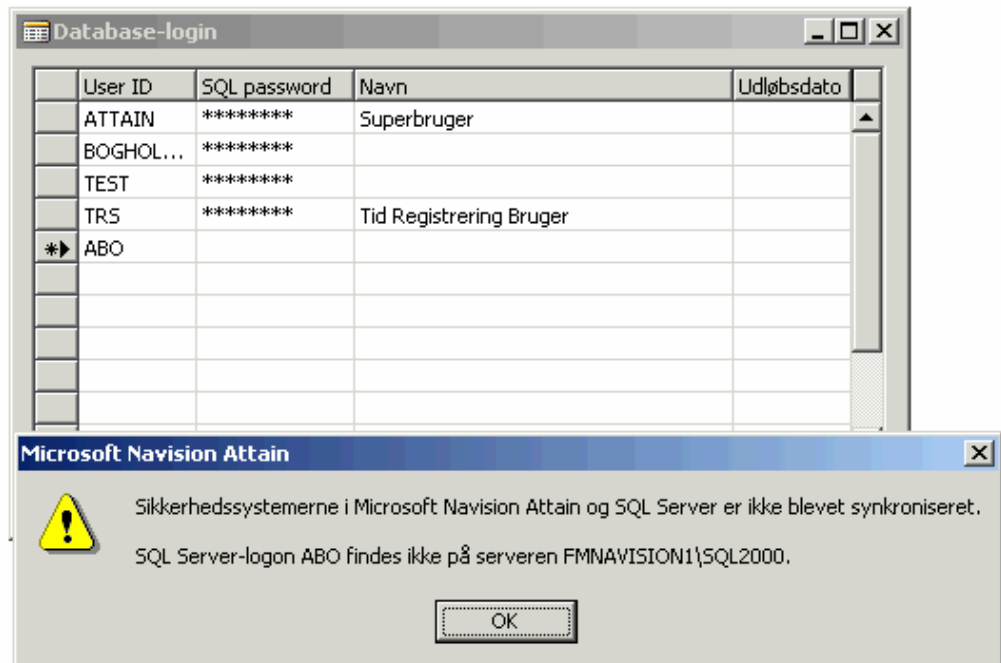 Database-login
User ID SQL password Navn Udløbsdato
ATTAIN ******** Superbruger
BOGHOL... ********
TEST ********
TRS ******** Tid Registrering Bruger
ABO
Microsoft Navision Attain
Sikkerhedssystemerne i Microsoft Navision Attain og SQL Server er ikke blevet synkroniseret.
SQL Server-logon ABO findes ikke på serveren FMNAVISION1\SQL2000.
OK